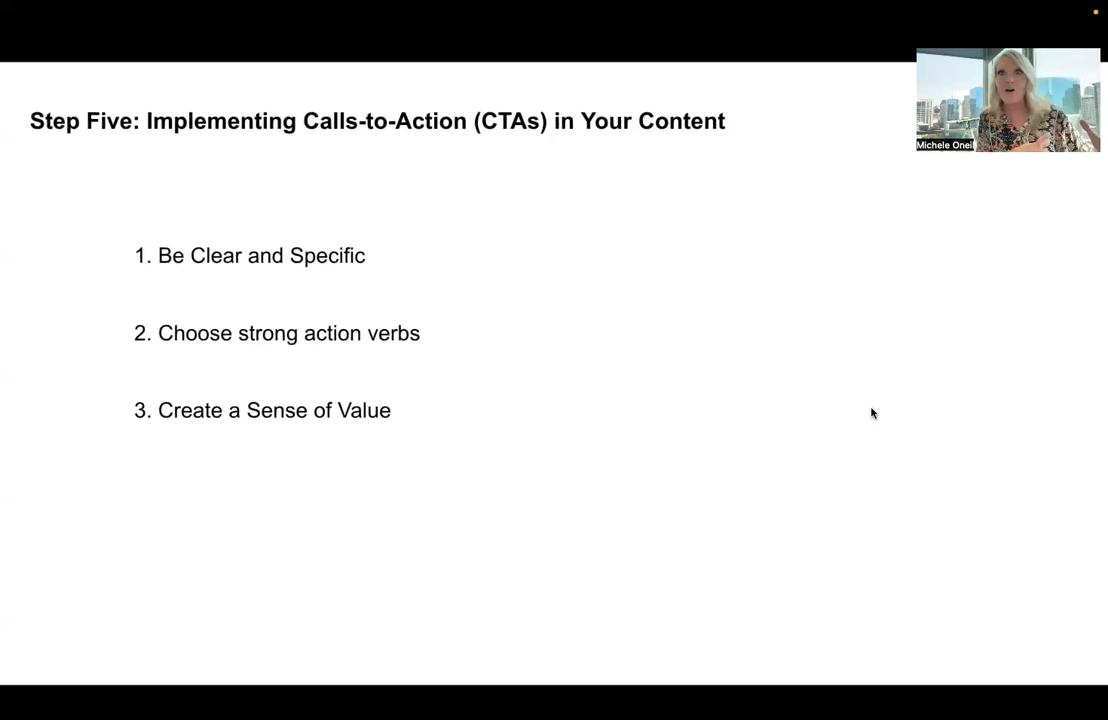 Step Five: Implementing Calls-to-Action (CTAs) in Your Content
Michele Oneil
1. Be Clear and Specific
2. Choose strong action verbs
3. Create a Sense of Value